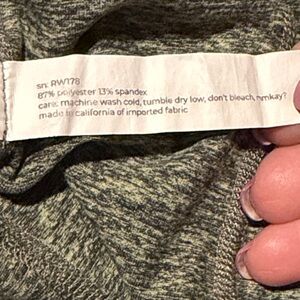 sn: RW178
87% polyester 13% spandex
care: machine wash cold, tumble dry low, don't bleach, mmkay?
made in california of imported fabric